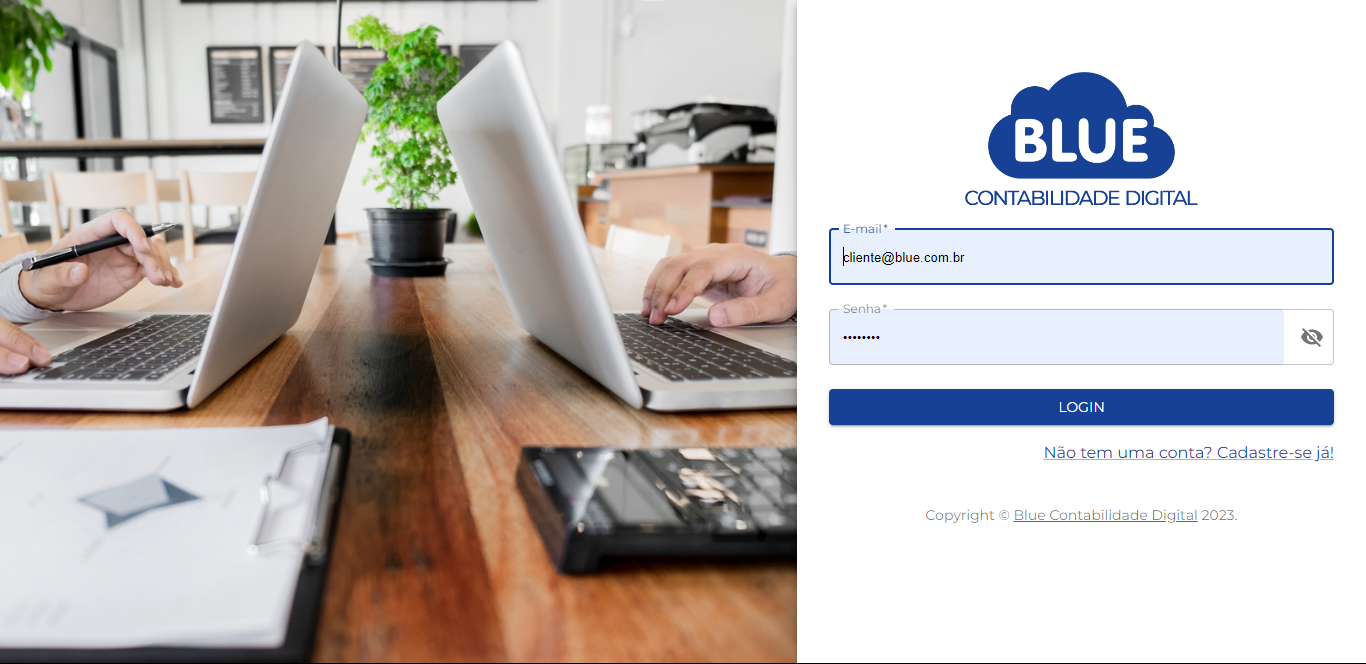 BLUE
CONTABILIDADE DIGITAL
E-mail *
cliente@blue.com.br
Senha *
••••••••
LOGIN
Não tem uma conta? Cadastre-se já!
Copyright © Blue Contabilidade Digital 2023.